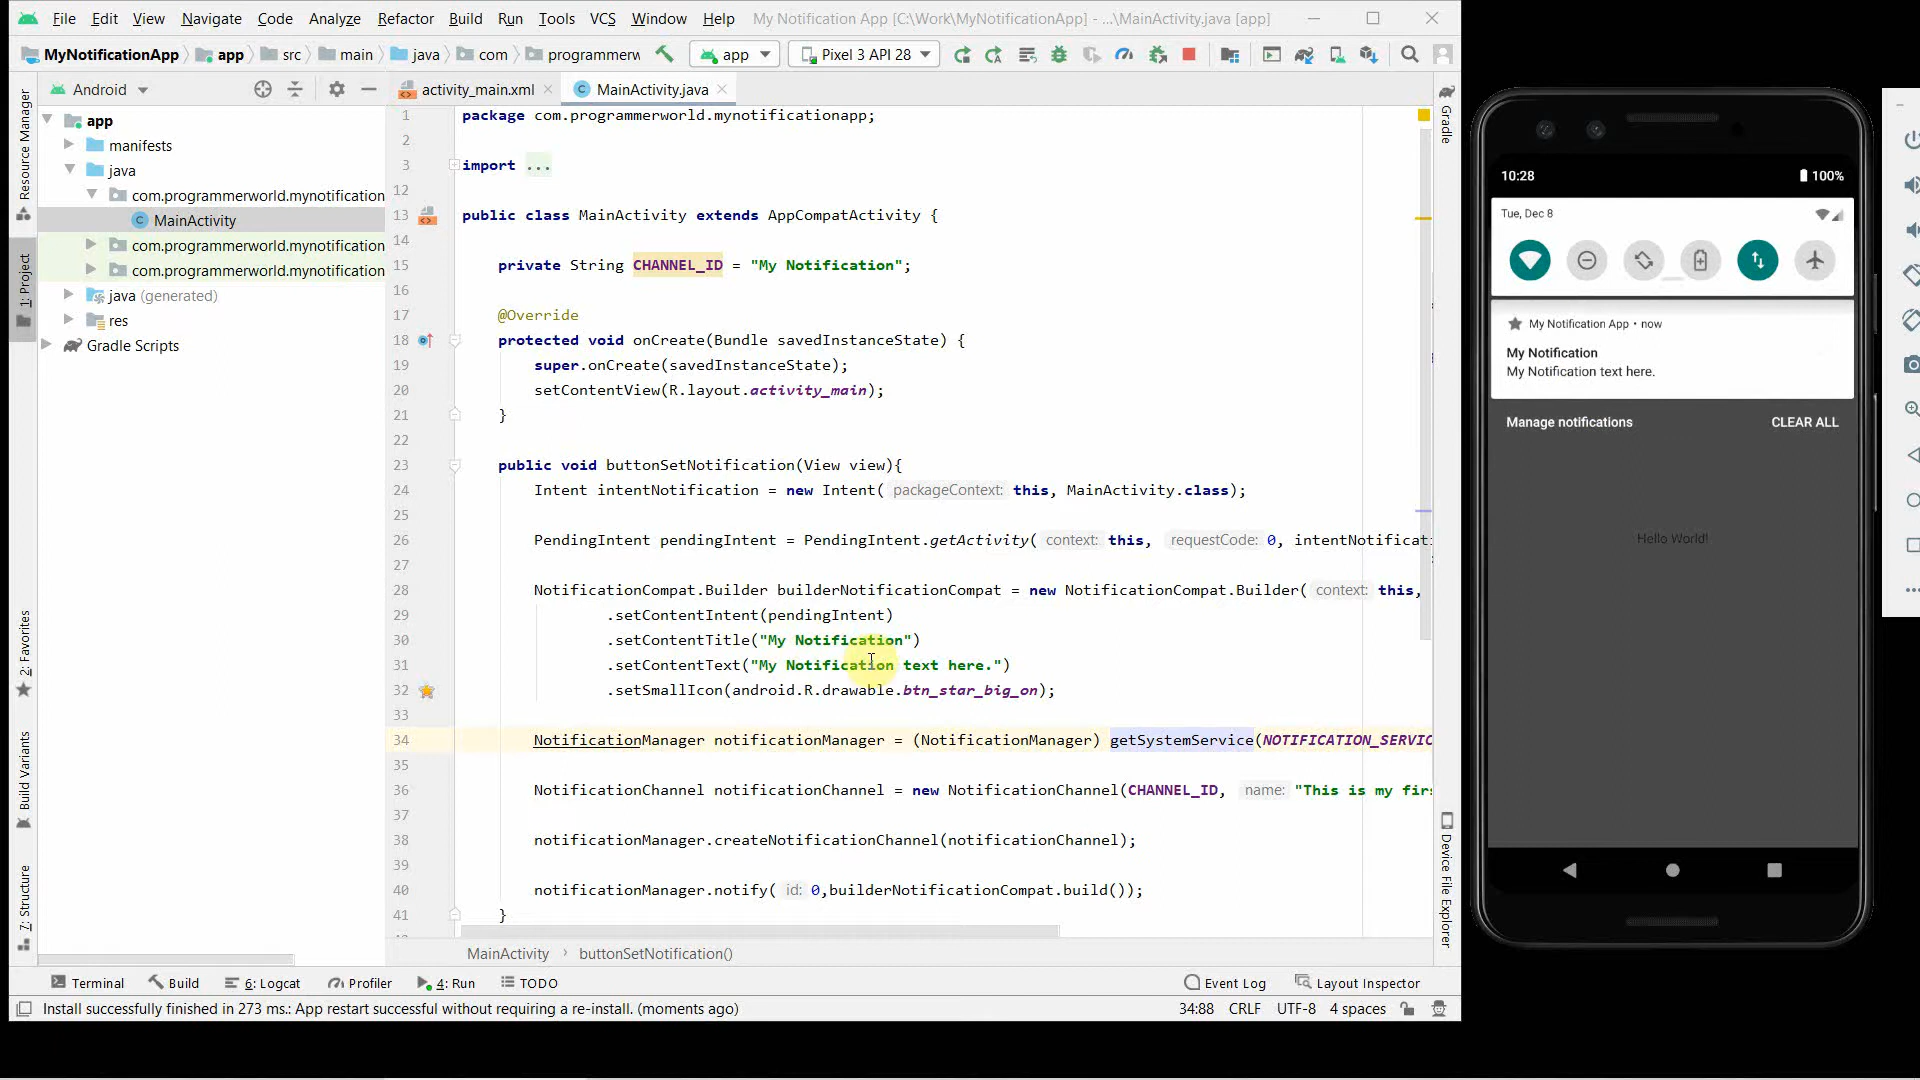 File Edit View Navigate Code Analyze Refactor Build Run Tools VCS Window Help My Notification App [C:\Work\MyNotificationApp] - ...\MainActivity.java [app]
MyNotificationApp app src main java com programmerw app Pixel 3 API 28
Android activity_main.xml MainActivity.java
app
manifests
java
com.programmerworld.mynotification
MainActivity
com.programmerworld.mynotification
com.programmerworld.mynotification
java (generated)
res
Gradle Scripts
Resource Manager
1: Project
2: Favorites
Build Variants
7: Structure
1 package com.programmerworld.mynotificationapp;
2
3 import ...
12
13 public class MainActivity extends AppCompatActivity {
14
15 private String CHANNEL_ID = "My Notification";
16
17 @Override
18 protected void onCreate(Bundle savedInstanceState) {
19 super.onCreate(savedInstanceState);
20 setContentView(R.layout.activity_main);
21 }
22
23 public void buttonSetNotification(View view){
24 Intent intentNotification = new Intent( packageContext: this, MainActivity.class);
25
26 PendingIntent pendingIntent = PendingIntent.getActivity( context: this, requestCode: 0, intentNotificati
27
28 NotificationCompat.Builder builderNotificationCompat = new NotificationCompat.Builder( context: this,
29 .setContentIntent(pendingIntent)
30 .setContentTitle("My Notification")
31 .setContentText("My Notification text here.")
32 .setSmallIcon(android.R.drawable.btn_star_big_on);
33
34 NotificationManager notificationManager = (NotificationManager) getSystemService(NOTIFICATION_SERVIC
35
36 NotificationChannel notificationChannel = new NotificationChannel(CHANNEL_ID, name: "This is my fir
37
38 notificationManager.createNotificationChannel(notificationChannel);
39
40 notificationManager.notify( id: 0,builderNotificationCompat.build());
41 }
MainActivity › buttonSetNotification()
Gradle
Device File Explorer
Terminal Build 6: Logcat Profiler 4: Run TODO Event Log Layout Inspector
Install successfully finished in 273 ms.: App restart successful without requiring a re-install. (moments ago) 34:88 CRLF UTF-8 4 spaces
10:28 100%
Tue, Dec 8
My Notification App • now
My Notification
My Notification text here.
Manage notifications CLEAR ALL
Hello World!